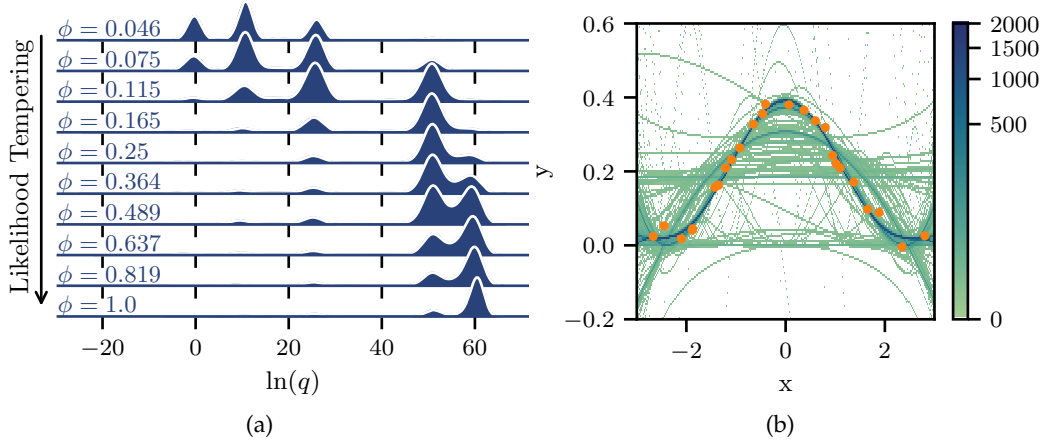 Likelihood Tempering
ϕ = 0.046
ϕ = 0.075
ϕ = 0.115
ϕ = 0.165
ϕ = 0.25
ϕ = 0.364
ϕ = 0.489
ϕ = 0.637
ϕ = 0.819
ϕ = 1.0
−20 0 20 40 60
ln(q)
(a)
y
0.6
0.4
0.2
0.0
−0.2
−2 0 2
x
(b)
2000
1500
1000
500
0